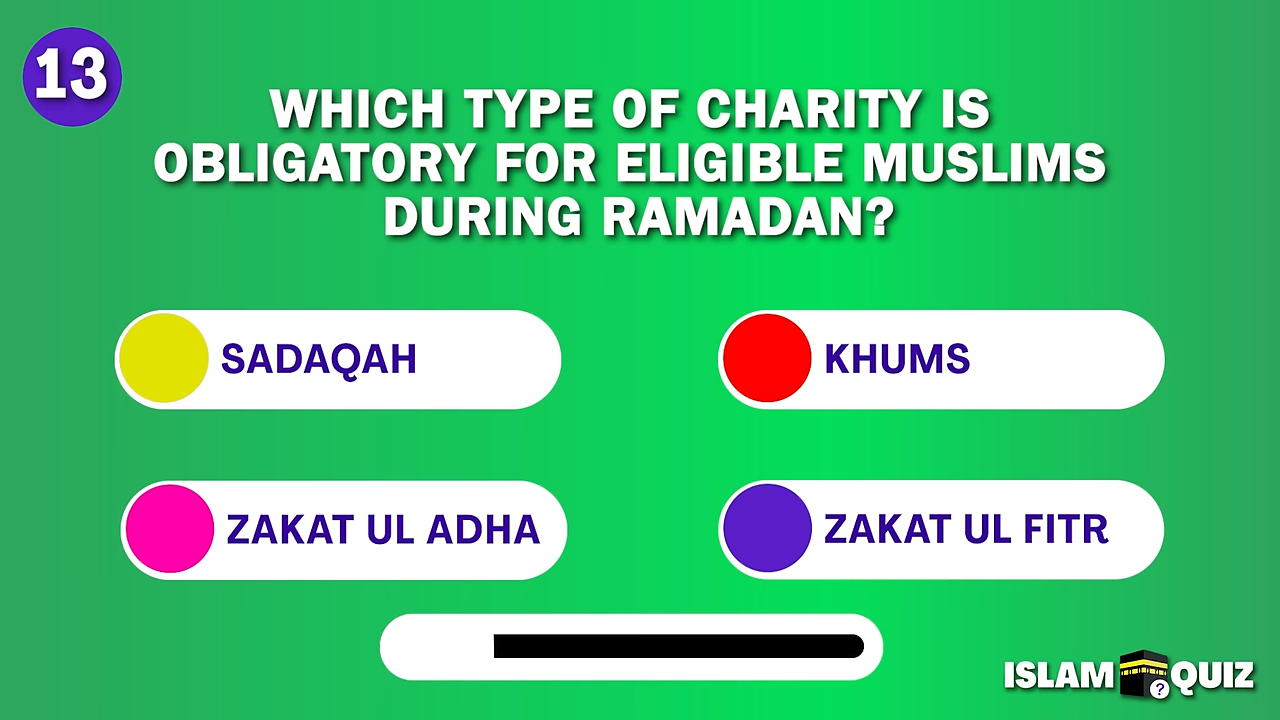 13
WHICH TYPE OF CHARITY IS
OBLIGATORY FOR ELIGIBLE MUSLIMS
DURING RAMADAN?
SADAQAH
KHUMS
ZAKAT UL ADHA
ZAKAT UL FITR
ISLAM ? QUIZ